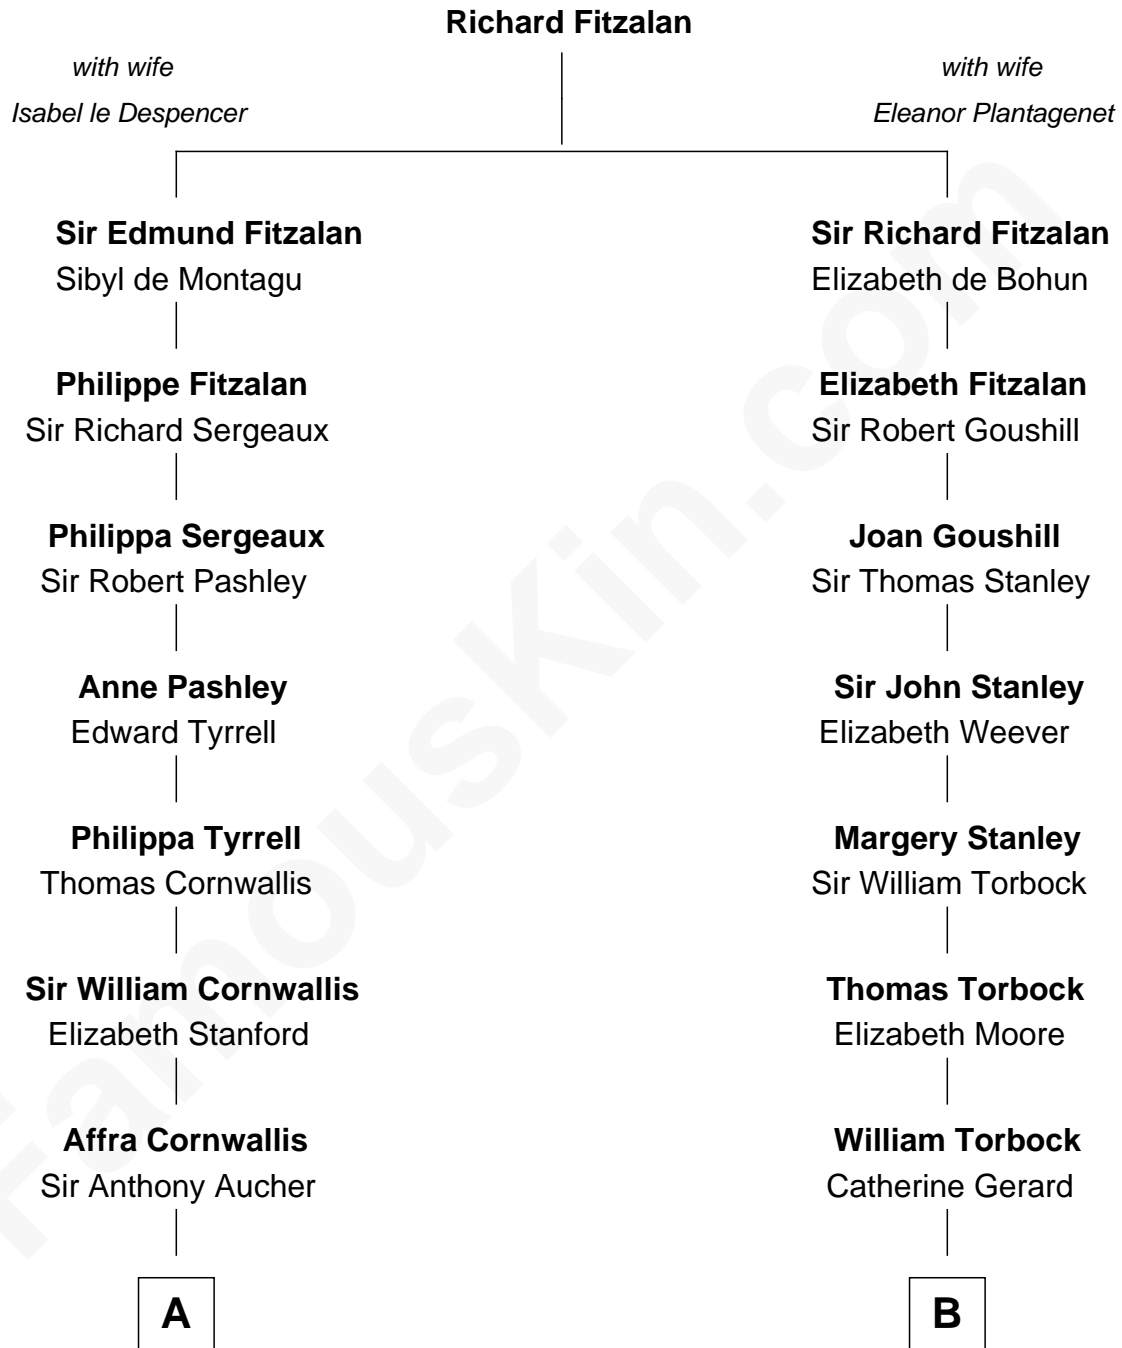 Richard Fitzalan
with wife
Isabel le Despencer
with wife
Eleanor Plantagenet
Sir Edmund Fitzalan
Sibyl de Montagu
Sir Richard Fitzalan
Elizabeth de Bohun
Philippe Fitzalan
Sir Richard Sergeaux
Elizabeth Fitzalan
Sir Robert Goushill
Philippa Sergeaux
Sir Robert Pashley
Joan Goushill
Sir Thomas Stanley
Anne Pashley
Edward Tyrrell
Sir John Stanley
Elizabeth Weever
Philippa Tyrrell
Thomas Cornwallis
Margery Stanley
Sir William Torbock
Sir William Cornwallis
Elizabeth Stanford
Thomas Torbock
Elizabeth Moore
Affra Cornwallis
Sir Anthony Aucher
William Torbock
Catherine Gerard
A
B
FamousKin.com